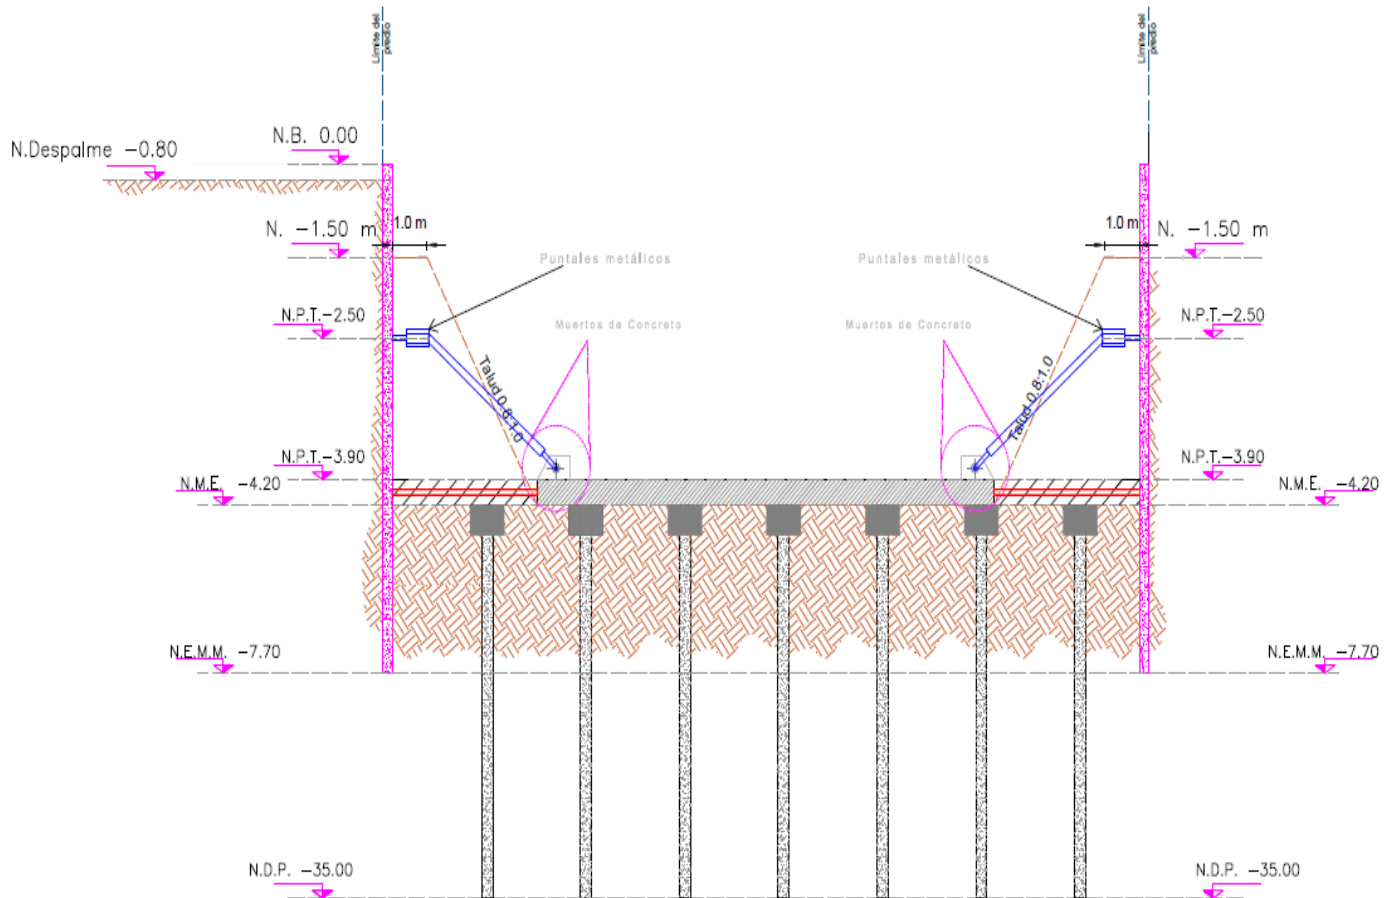 Límite del
predio
Límite del
predio
N.B. 0.00
N.Despalme -0.80
1.0 m
1.0 m
N. -1.50 m
N. -1.50 m
Puntales metálicos
Puntales metálicos
N.P.T.-2.50
N.P.T.-2.50
Muertos de Concreto
Muertos de Concreto
Talud 0.8:1.0
Talud 0.8:1.0
N.P.T.-3.90
N.P.T.-3.90
N.M.E. -4.20
N.M.E. -4.20
N.E.M.M. -7.70
N.E.M.M. -7.70
N.D.P. -35.00
N.D.P. -35.00